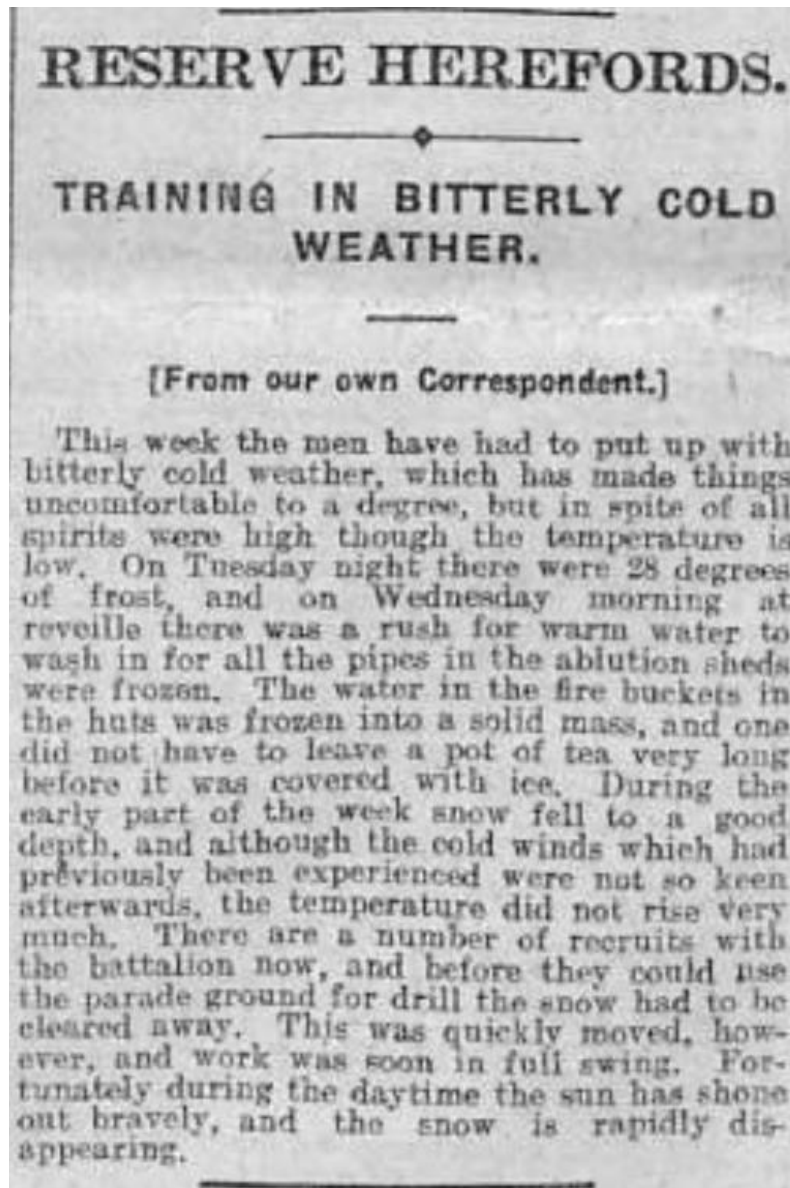 RESERVE HEREFORDS.
TRAINING IN BITTERLY COLD
WEATHER.
[From our own Correspondent.]
This week the men have had to put up with
bitterly cold weather, which has made things
uncomfortable to a degree, but in spite of all
spirits were high though the temperature is
low. On Tuesday night there were 28 degrees
of frost, and on Wednesday morning at
reveille there was a rush for warm water to
wash in for all the pipes in the ablution sheds
were frozen. The water in the fire buckets in
the huts was frozen into a solid mass, and one
did not have to leave a pot of tea very long
before it was covered with ice. During the
early part of the week snow fell to a good
depth, and although the cold winds which had
previously been experienced were not so keen
afterwards, the temperature did not rise very
much. There are a number of recruits with
the battalion now, and before they could use
the parade ground for drill the snow had to be
cleared away. This was quickly moved, how-
ever, and work was soon in full swing. For-
tunately during the daytime the sun has shone
out bravely, and the snow is rapidly dis-
appearing.